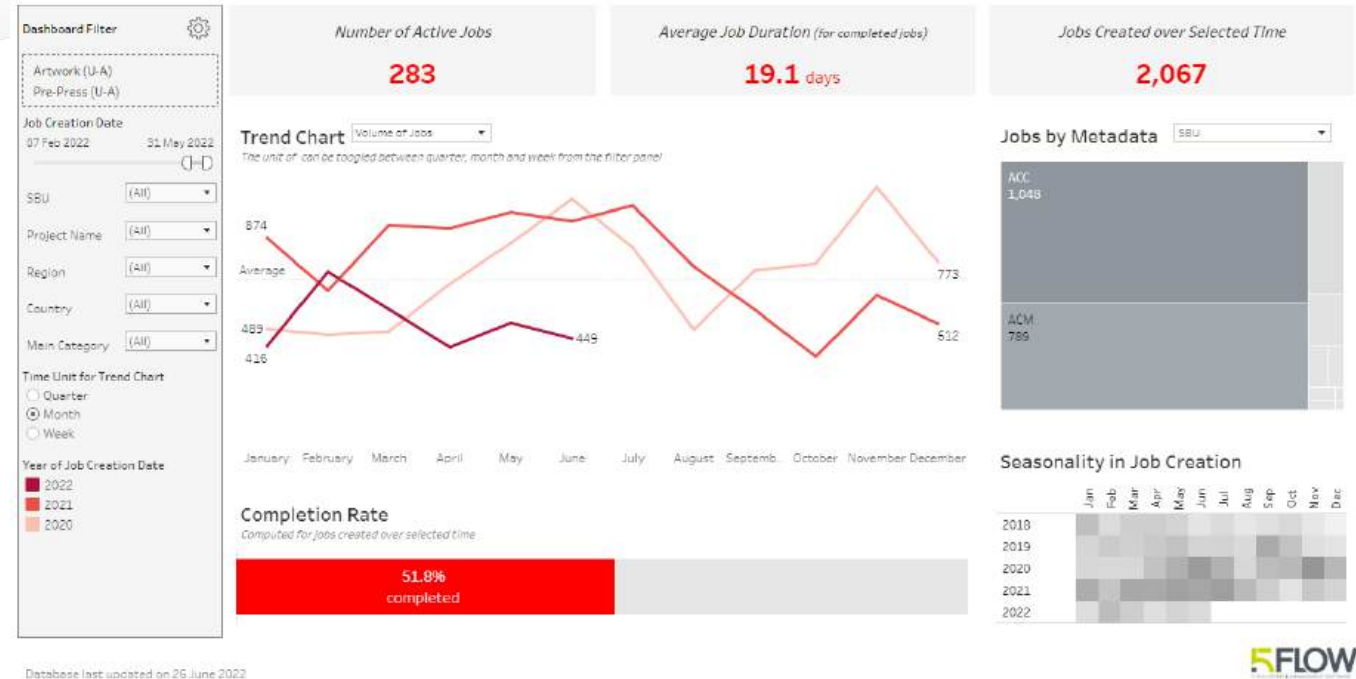 Dashboard Filter
Artwork (U-A)
Pre-Press (U-A)
Job Creation Date
07 Feb 2022 31 May 2022
SBU (All)
Project Name (All)
Region (All)
Country (All)
Main Category (All)
Time Unit for Trend Chart
Quarter
Month
Week
Year of Job Creation Date
2022
2021
2020
Number of Active Jobs
283
Average Job Duration (for completed jobs)
19.1 days
Jobs Created over Selected Time
2,067
Trend Chart Volume of Jobs
The unit of can be toogled between quarter, month and week from the filter panel
874
Average
489
416
449
773
512
January February March April May June July August Septemb.. October November December
Completion Rate
Computed for jobs created over selected time
51.8%
completed
Jobs by Metadata SBU
ACC
1,048
ACM
789
Seasonality in Job Creation
Jan Feb Mar Apr May Jun Jul Aug Sep Oct Nov Dec
2018
2019
2020
2021
2022
Database last updated on 26 June 2022
5FLOW